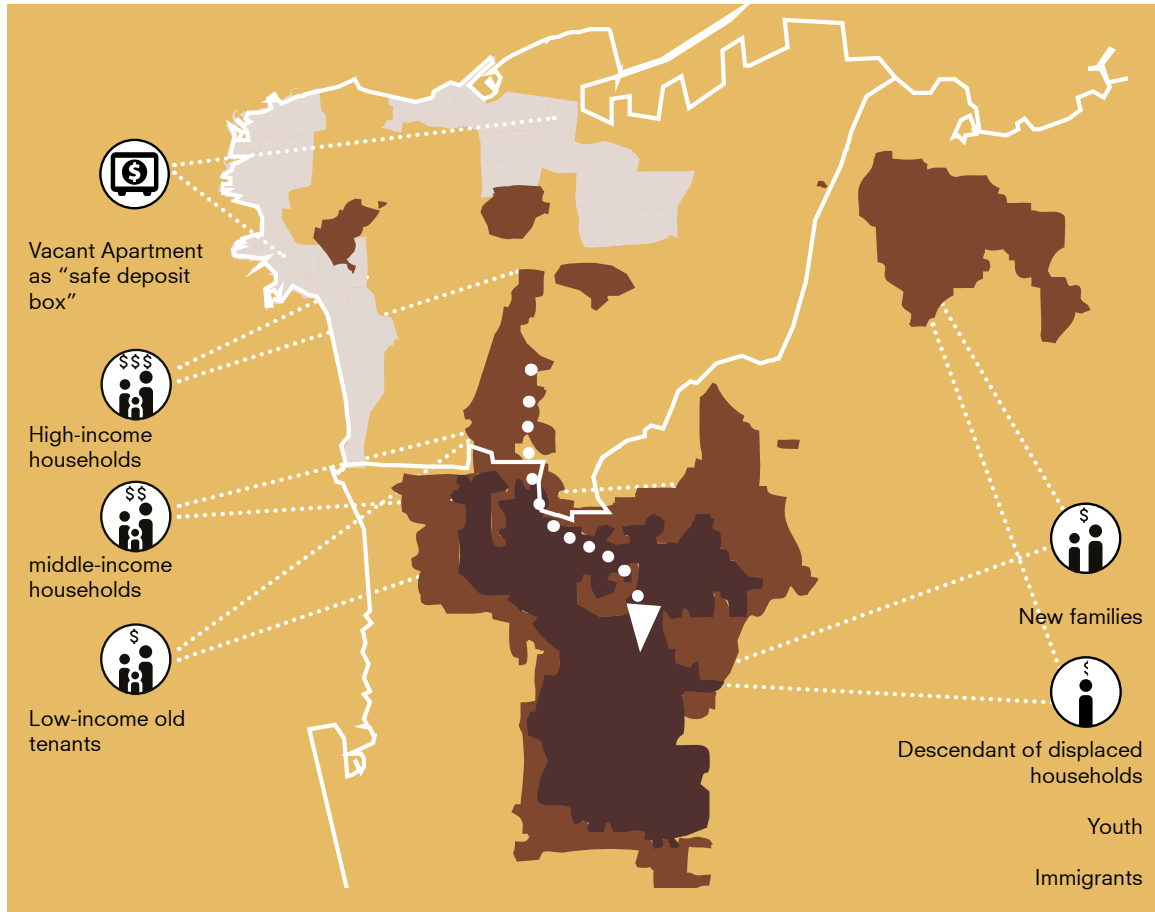 $
Vacant Apartment
as “safe deposit
box”
$$$
High-income
households
$$
middle-income
households
$
Low-income old
tenants
$
New families
$
Descendant of displaced
households
Youth
Immigrants